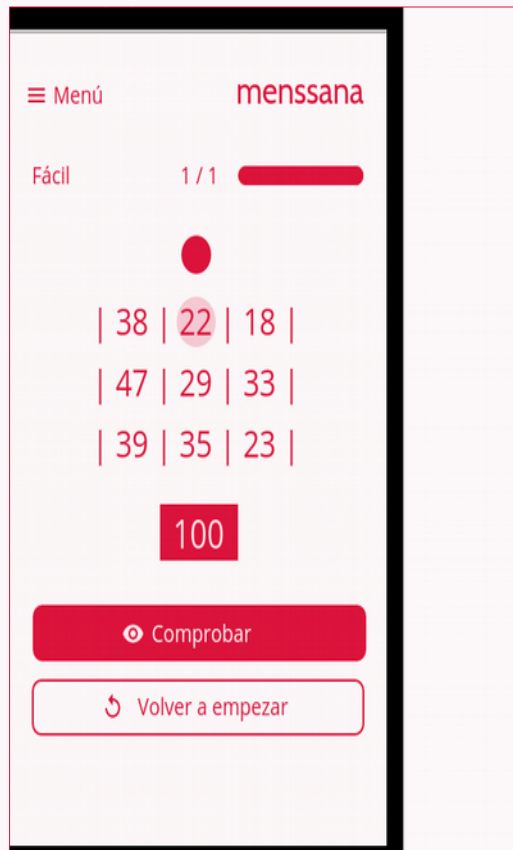 Menú menssana
Fácil 1 / 1
| 38 | 22 | 18 |
| 47 | 29 | 33 |
| 39 | 35 | 23 |
100
Comprobar
Volver a empezar